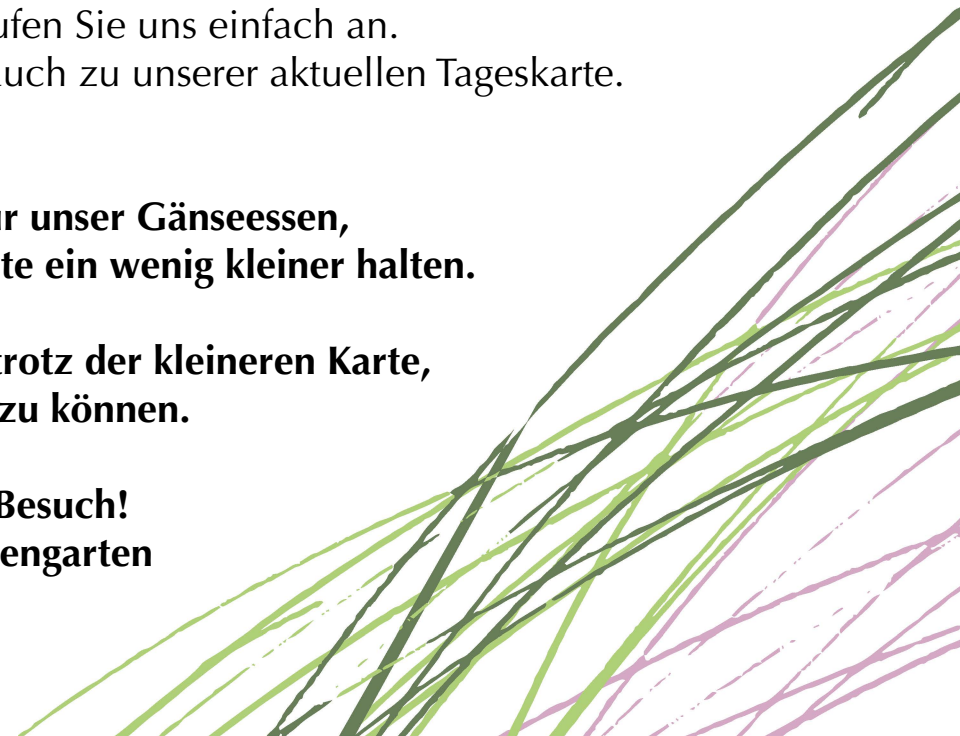 ufen Sie uns einfach an.
uch zu unserer aktuellen Tageskarte.
r unser Gänseessen,
te ein wenig kleiner halten.
trotz der kleineren Karte,
zu können.
Besuch!
engarten